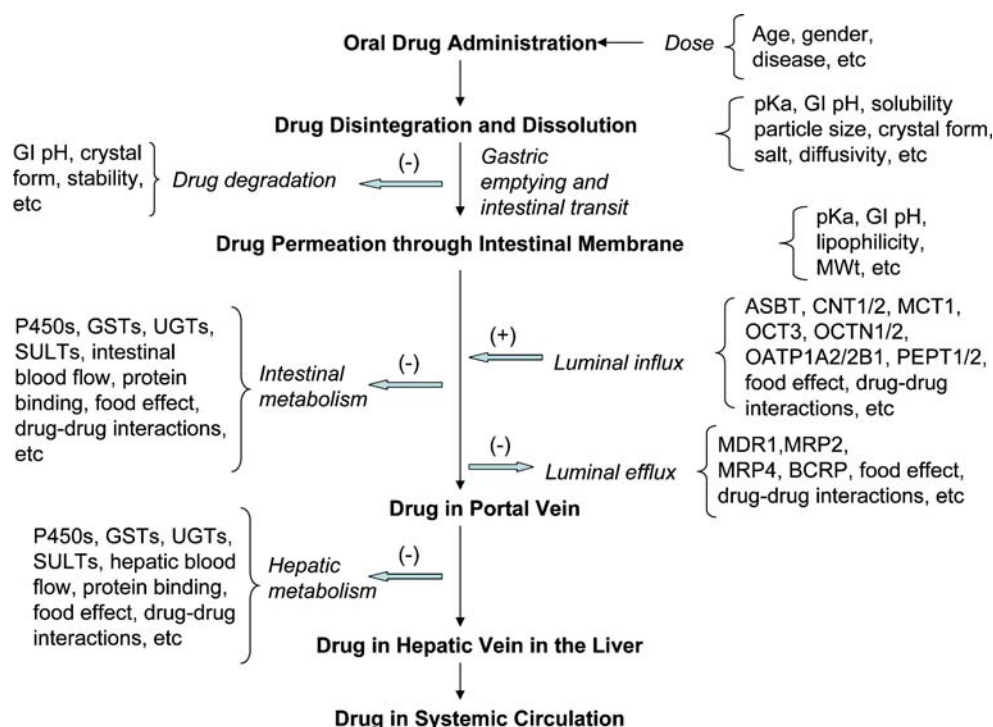 Oral Drug Administration
Dose
Age, gender,
disease, etc
Drug Disintegration and Dissolution
pKa, GI pH, solubility
particle size, crystal form,
salt, diffusivity, etc
GI pH, crystal
form, stability,
etc
Drug degradation
(-)
Gastric
emptying and
intestinal transit
Drug Permeation through Intestinal Membrane
pKa, GI pH,
lipophilicity,
MWt, etc
P450s, GSTs, UGTs,
SULTs, intestinal
blood flow, protein
binding, food effect,
drug-drug interactions,
etc
Intestinal
metabolism
(-)
(+)
Luminal influx
ASBT, CNT1/2, MCT1,
OCT3, OCTN1/2,
OATP1A2/2B1, PEPT1/2,
food effect, drug-drug
interactions, etc
(-)
Luminal efflux
MDR1,MRP2,
MRP4, BCRP, food effect,
drug-drug interactions, etc
Drug in Portal Vein
P450s, GSTs, UGTs,
SULTs, hepatic blood
flow, protein binding,
food effect, drug-drug
interactions, etc
Hepatic
metabolism
(-)
Drug in Hepatic Vein in the Liver
Drug in Systemic Circulation